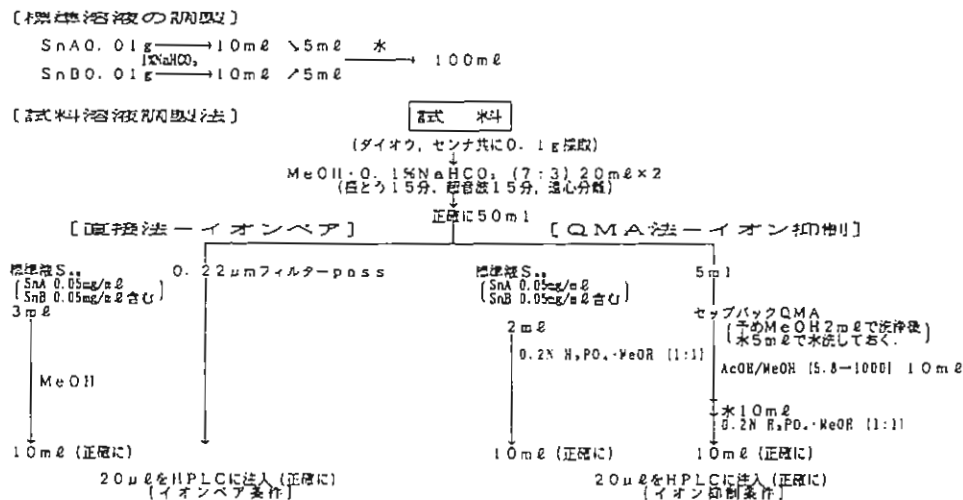 [標準溶液の調製]
SnA0.01g → 10ml ↘5ml 水
1%NaHCO₃ → 100ml
SnB0.01g → 10ml ↗5ml
[試料溶液調製法] 試 料
(ダイオウ,センナ共に0.1g採取)
MeOH・0.1%NaHCO₃ (7:3) 20ml×2
(振とう15分,超音波15分,遠心分離)
正確に50ml
[直接法-イオンペア] [QMA法-イオン抑制]
標準液S 0.22μmフィルターpass 標準液S 5ml
SnA 0.05mg/ml SnA 0.05mg/ml
SnB 0.05mg/ml含む SnB 0.05mg/ml含む
3ml セップパックQMA
2ml (予めMeOH2mlで洗浄後
水5mlで水洗しておく.
0.2N H₃PO₄・MeOH (1:1)
MeOH AcOH/MeOH (5.8→1000) 10ml
水10ml
0.2N H₃PO₄・MeOH (1:1)
10ml (正確に) 10ml (正確に) 10ml (正確に)
20μlをHPLCに注入 (正確に) 20μlをHPLCに注入 (正確に)
[イオンペア条件] [イオン抑制条件]